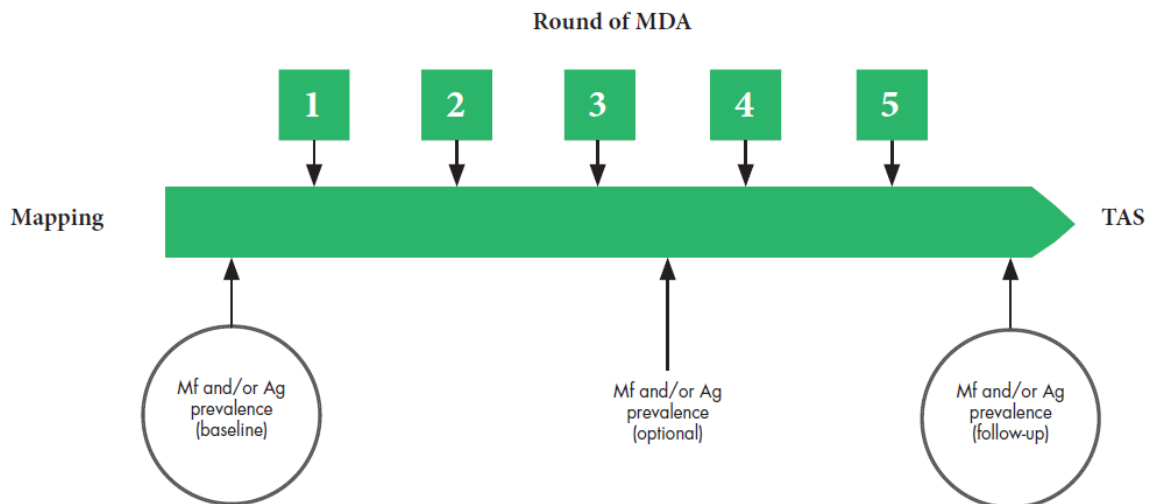 Round of MDA
1 2 3 4 5
Mapping
TAS
Mf and/or Ag
prevalence
(baseline)
Mf and/or Ag
prevalence
(optional)
Mf and/or Ag
prevalence
(follow-up)